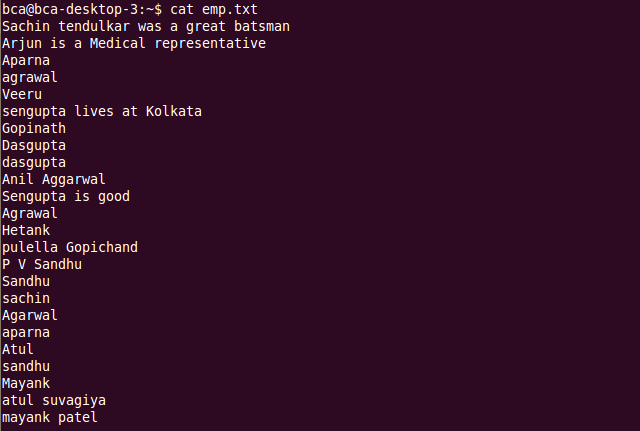 bca@bca-desktop-3:~$ cat emp.txt
Sachin tendulkar was a great batsman
Arjun is a Medical representative
Aparna
agrawal
Veeru
sengupta lives at Kolkata
Gopinath
Dasgupta
dasgupta
Anil Aggarwal
Sengupta is good
Agrawal
Hetank
pulella Gopichand
P V Sandhu
Sandhu
sachin
Agarwal
aparna
Atul
sandhu
Mayank
atul suvagiya
mayank patel